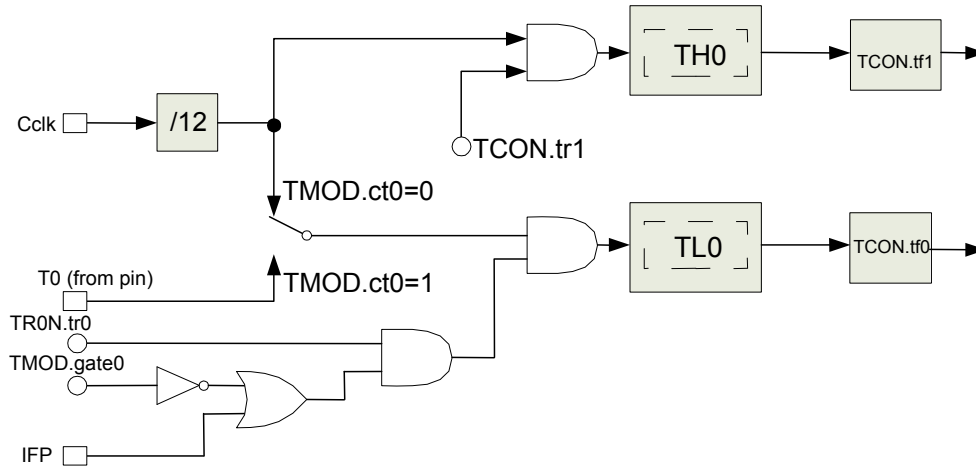 TH0
TCON.tf1
Cclk
/12
TCON.tr1
TMOD.ct0=0
TL0
TCON.tf0
T0 (from pin)
TMOD.ct0=1
TR0N.tr0
TMOD.gate0
IFP